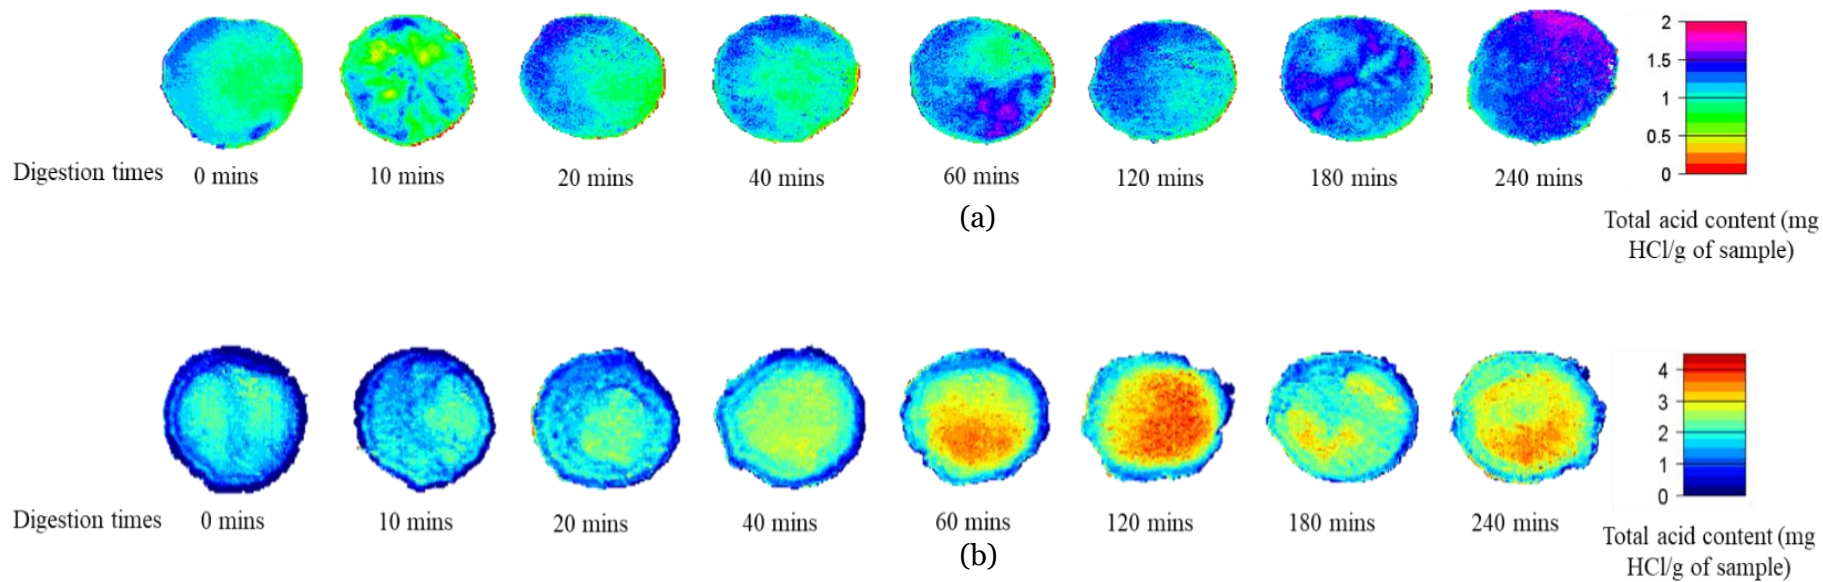 2
1.5
1
0.5
0
Digestion times 0 mins 10 mins 20 mins 40 mins 60 mins 120 mins 180 mins 240 mins
(a)
Total acid content (mg
HCl/g of sample)
4
3
2
1
0
Digestion times 0 mins 10 mins 20 mins 40 mins 60 mins 120 mins 180 mins 240 mins
(b)
Total acid content (mg
HCl/g of sample)